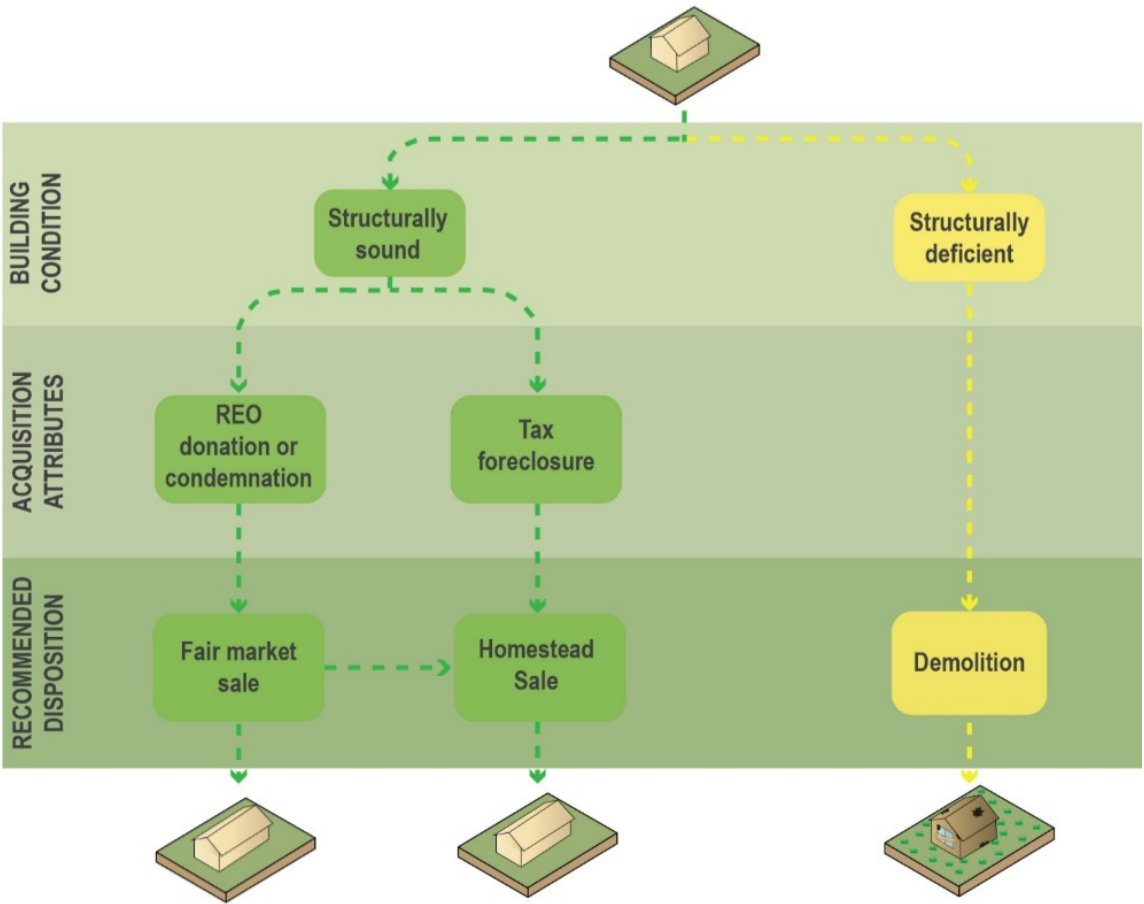 BUILDING
CONDITION
Structurally
sound
Structurally
deficient
ACQUISITION
ATTRIBUTES
REO
donation or
condemnation
Tax
foreclosure
RECOMMENDED
DISPOSITION
Fair market
sale
Homestead
Sale
Demolition